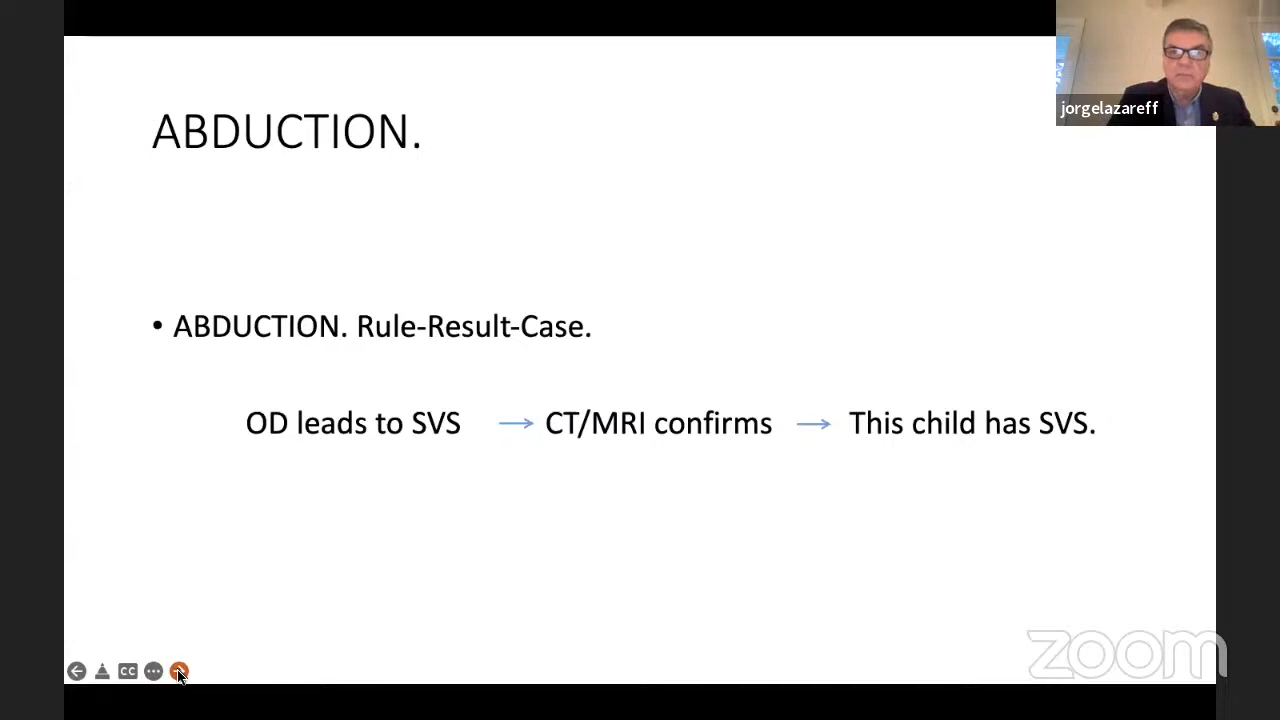 jorgelazareff
ABDUCTION.
• ABDUCTION. Rule-Result-Case.
OD leads to SVS → CT/MRI confirms → This child has SVS.
CC
zoom